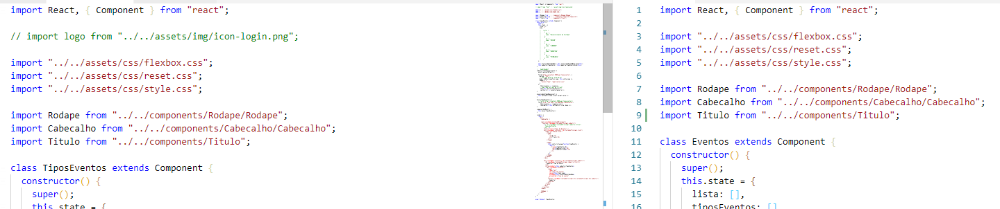 import React, { Component } from "react";
// import logo from "../../assets/img/icon-login.png";
import "../../assets/css/flexbox.css";
import "../../assets/css/reset.css";
import "../../assets/css/style.css";
import Rodape from "../../components/Rodape/Rodape";
import Cabecalho from "../../components/Cabecalho/Cabecalho";
import Titulo from "../../components/Titulo";
class TiposEventos extends Component {
constructor() {
super();
this.state = {
1 import React, { Component } from "react";
2
3 import "../../assets/css/flexbox.css";
4 import "../../assets/css/reset.css";
5 import "../../assets/css/style.css";
6
7 import Rodape from "../../components/Rodape/Rodape";
8 import Cabecalho from "../../components/Cabecalho/Cabecalho";
9 import Titulo from "../../components/Titulo";
10
11 class Eventos extends Component {
12 constructor() {
13 super();
14 this.state = {
15 lista: [],
16 tiposEventos: []